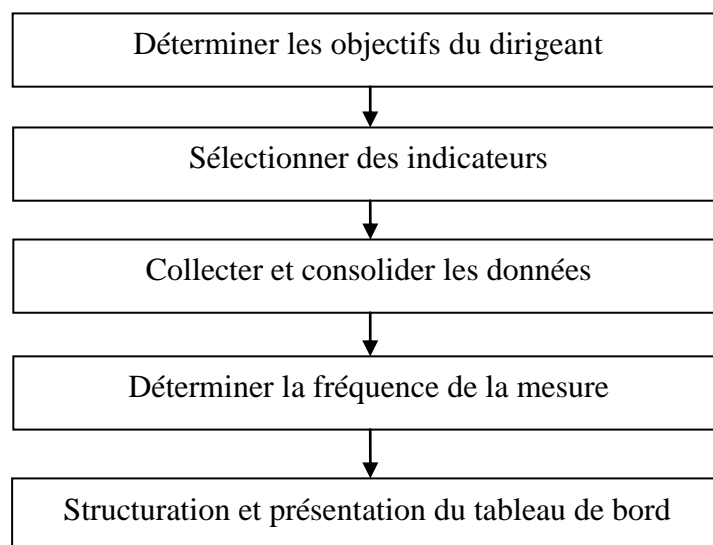 Déterminer les objectifs du dirigeant
Sélectionner des indicateurs
Collecter et consolider les données
Déterminer la fréquence de la mesure
Structuration et présentation du tableau de bord